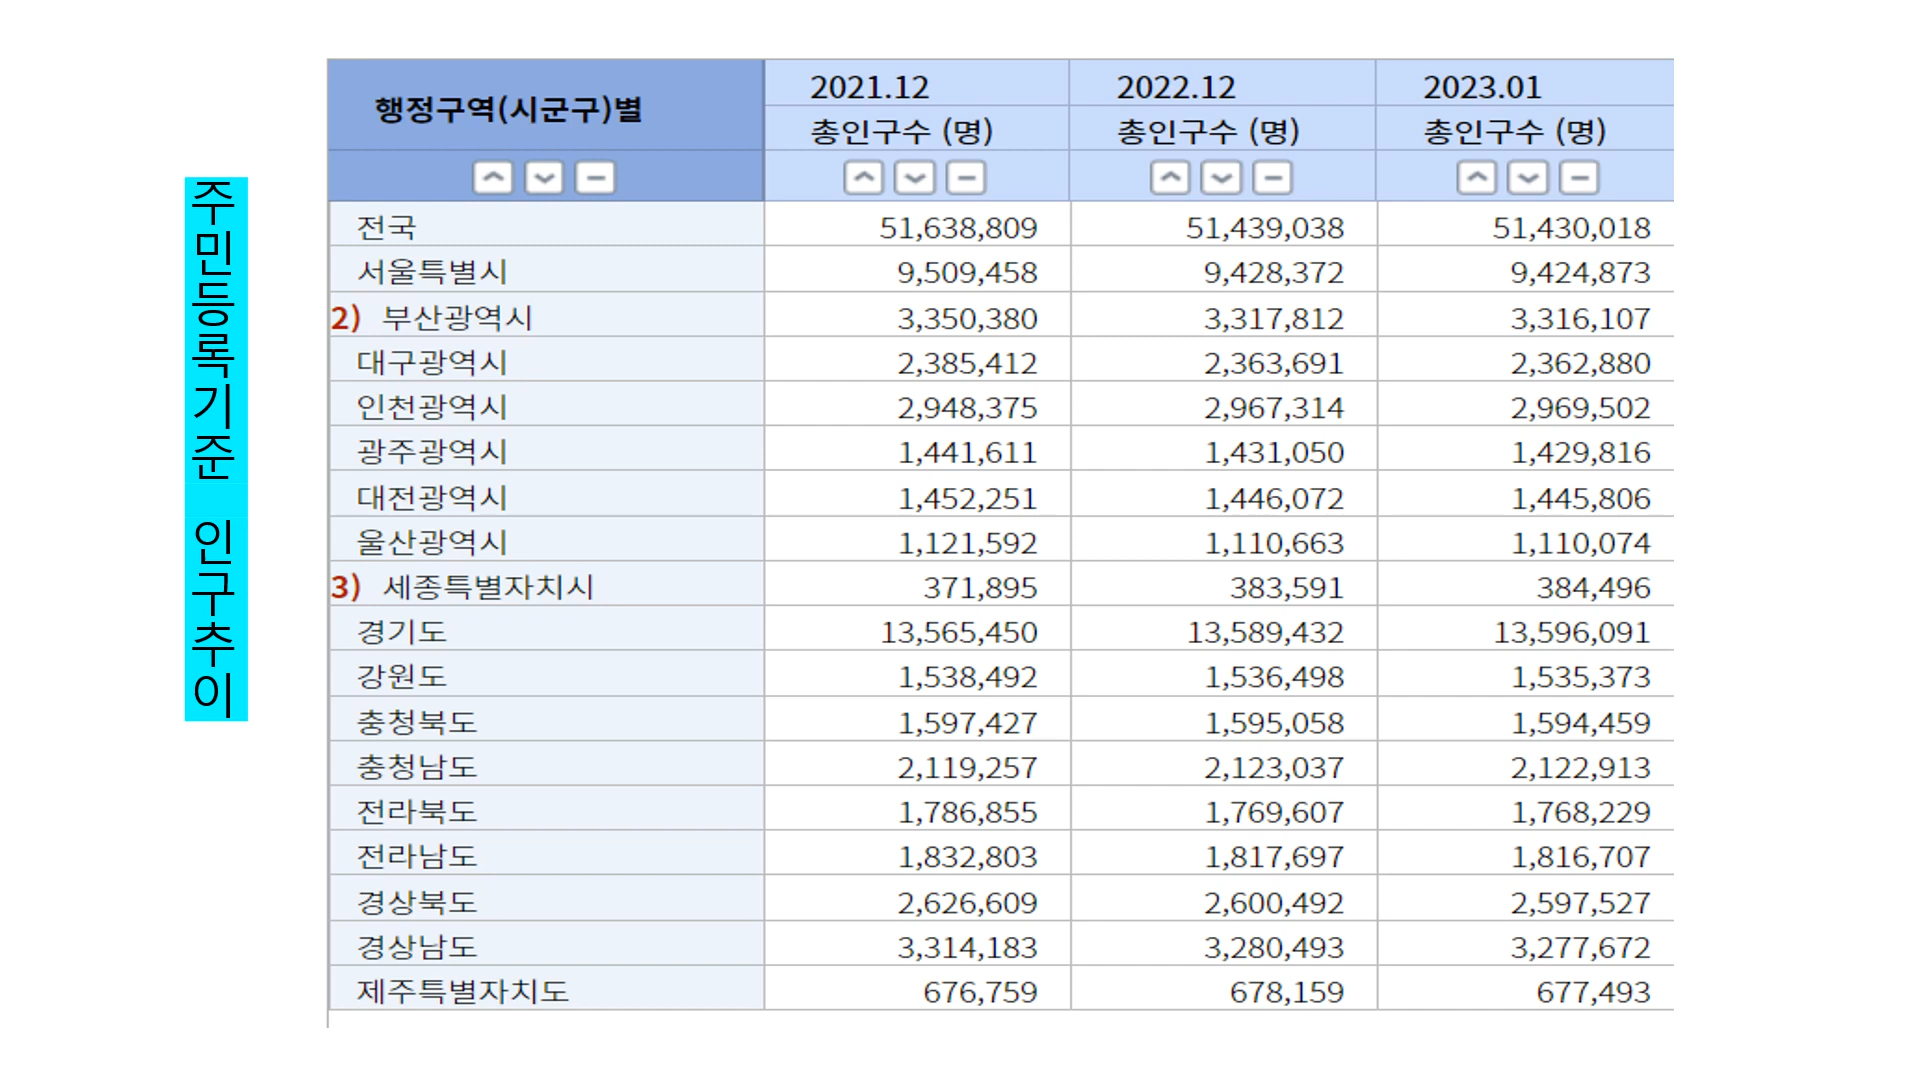 주민등록기준 인구추이
행정구역(시군구)별 2021.12 2022.12 2023.01
총인구수 (명) 총인구수 (명) 총인구수 (명)
전국 51,638,809 51,439,038 51,430,018
서울특별시 9,509,458 9,428,372 9,424,873
2) 부산광역시 3,350,380 3,317,812 3,316,107
대구광역시 2,385,412 2,363,691 2,362,880
인천광역시 2,948,375 2,967,314 2,969,502
광주광역시 1,441,611 1,431,050 1,429,816
대전광역시 1,452,251 1,446,072 1,445,806
울산광역시 1,121,592 1,110,663 1,110,074
3) 세종특별자치시 371,895 383,591 384,496
경기도 13,565,450 13,589,432 13,596,091
강원도 1,538,492 1,536,498 1,535,373
충청북도 1,597,427 1,595,058 1,594,459
충청남도 2,119,257 2,123,037 2,122,913
전라북도 1,786,855 1,769,607 1,768,229
전라남도 1,832,803 1,817,697 1,816,707
경상북도 2,626,609 2,600,492 2,597,527
경상남도 3,314,183 3,280,493 3,277,672
제주특별자치도 676,759 678,159 677,493